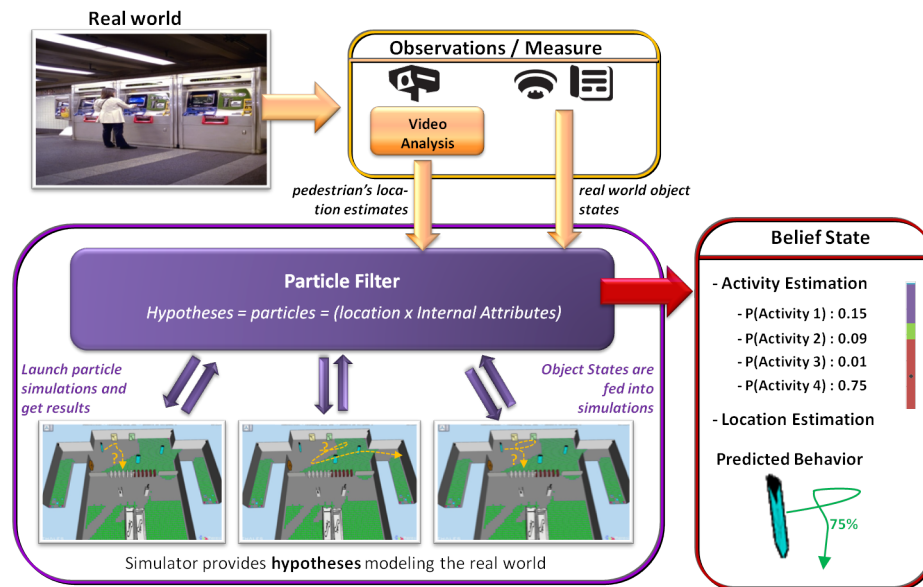 Real world
Observations / Measure
Video
Analysis
pedestrian's loca-
tion estimates
real world object
states
Particle Filter
Hypotheses = particles = (location x Internal Attributes)
Launch particle
simulations and
get results
Object States are
fed into
simulations
?
?
?
Simulator provides hypotheses modeling the real world
Belief State
- Activity Estimation
- P(Activity 1) : 0.15
- P(Activity 2) : 0.09
- P(Activity 3) : 0.01
- P(Activity 4) : 0.75
- Location Estimation
Predicted Behavior
75%